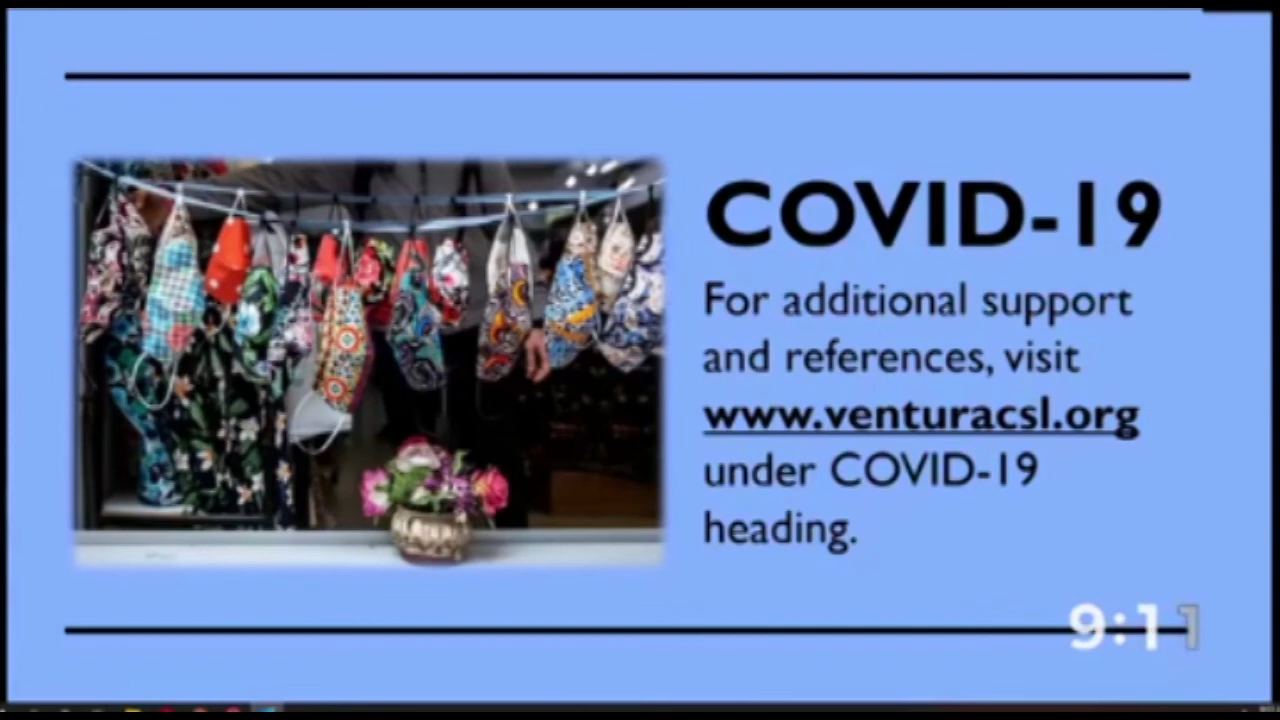 COVID-19
For additional support
and references, visit
www.venturacsl.org
under COVID-19
heading.
9:11